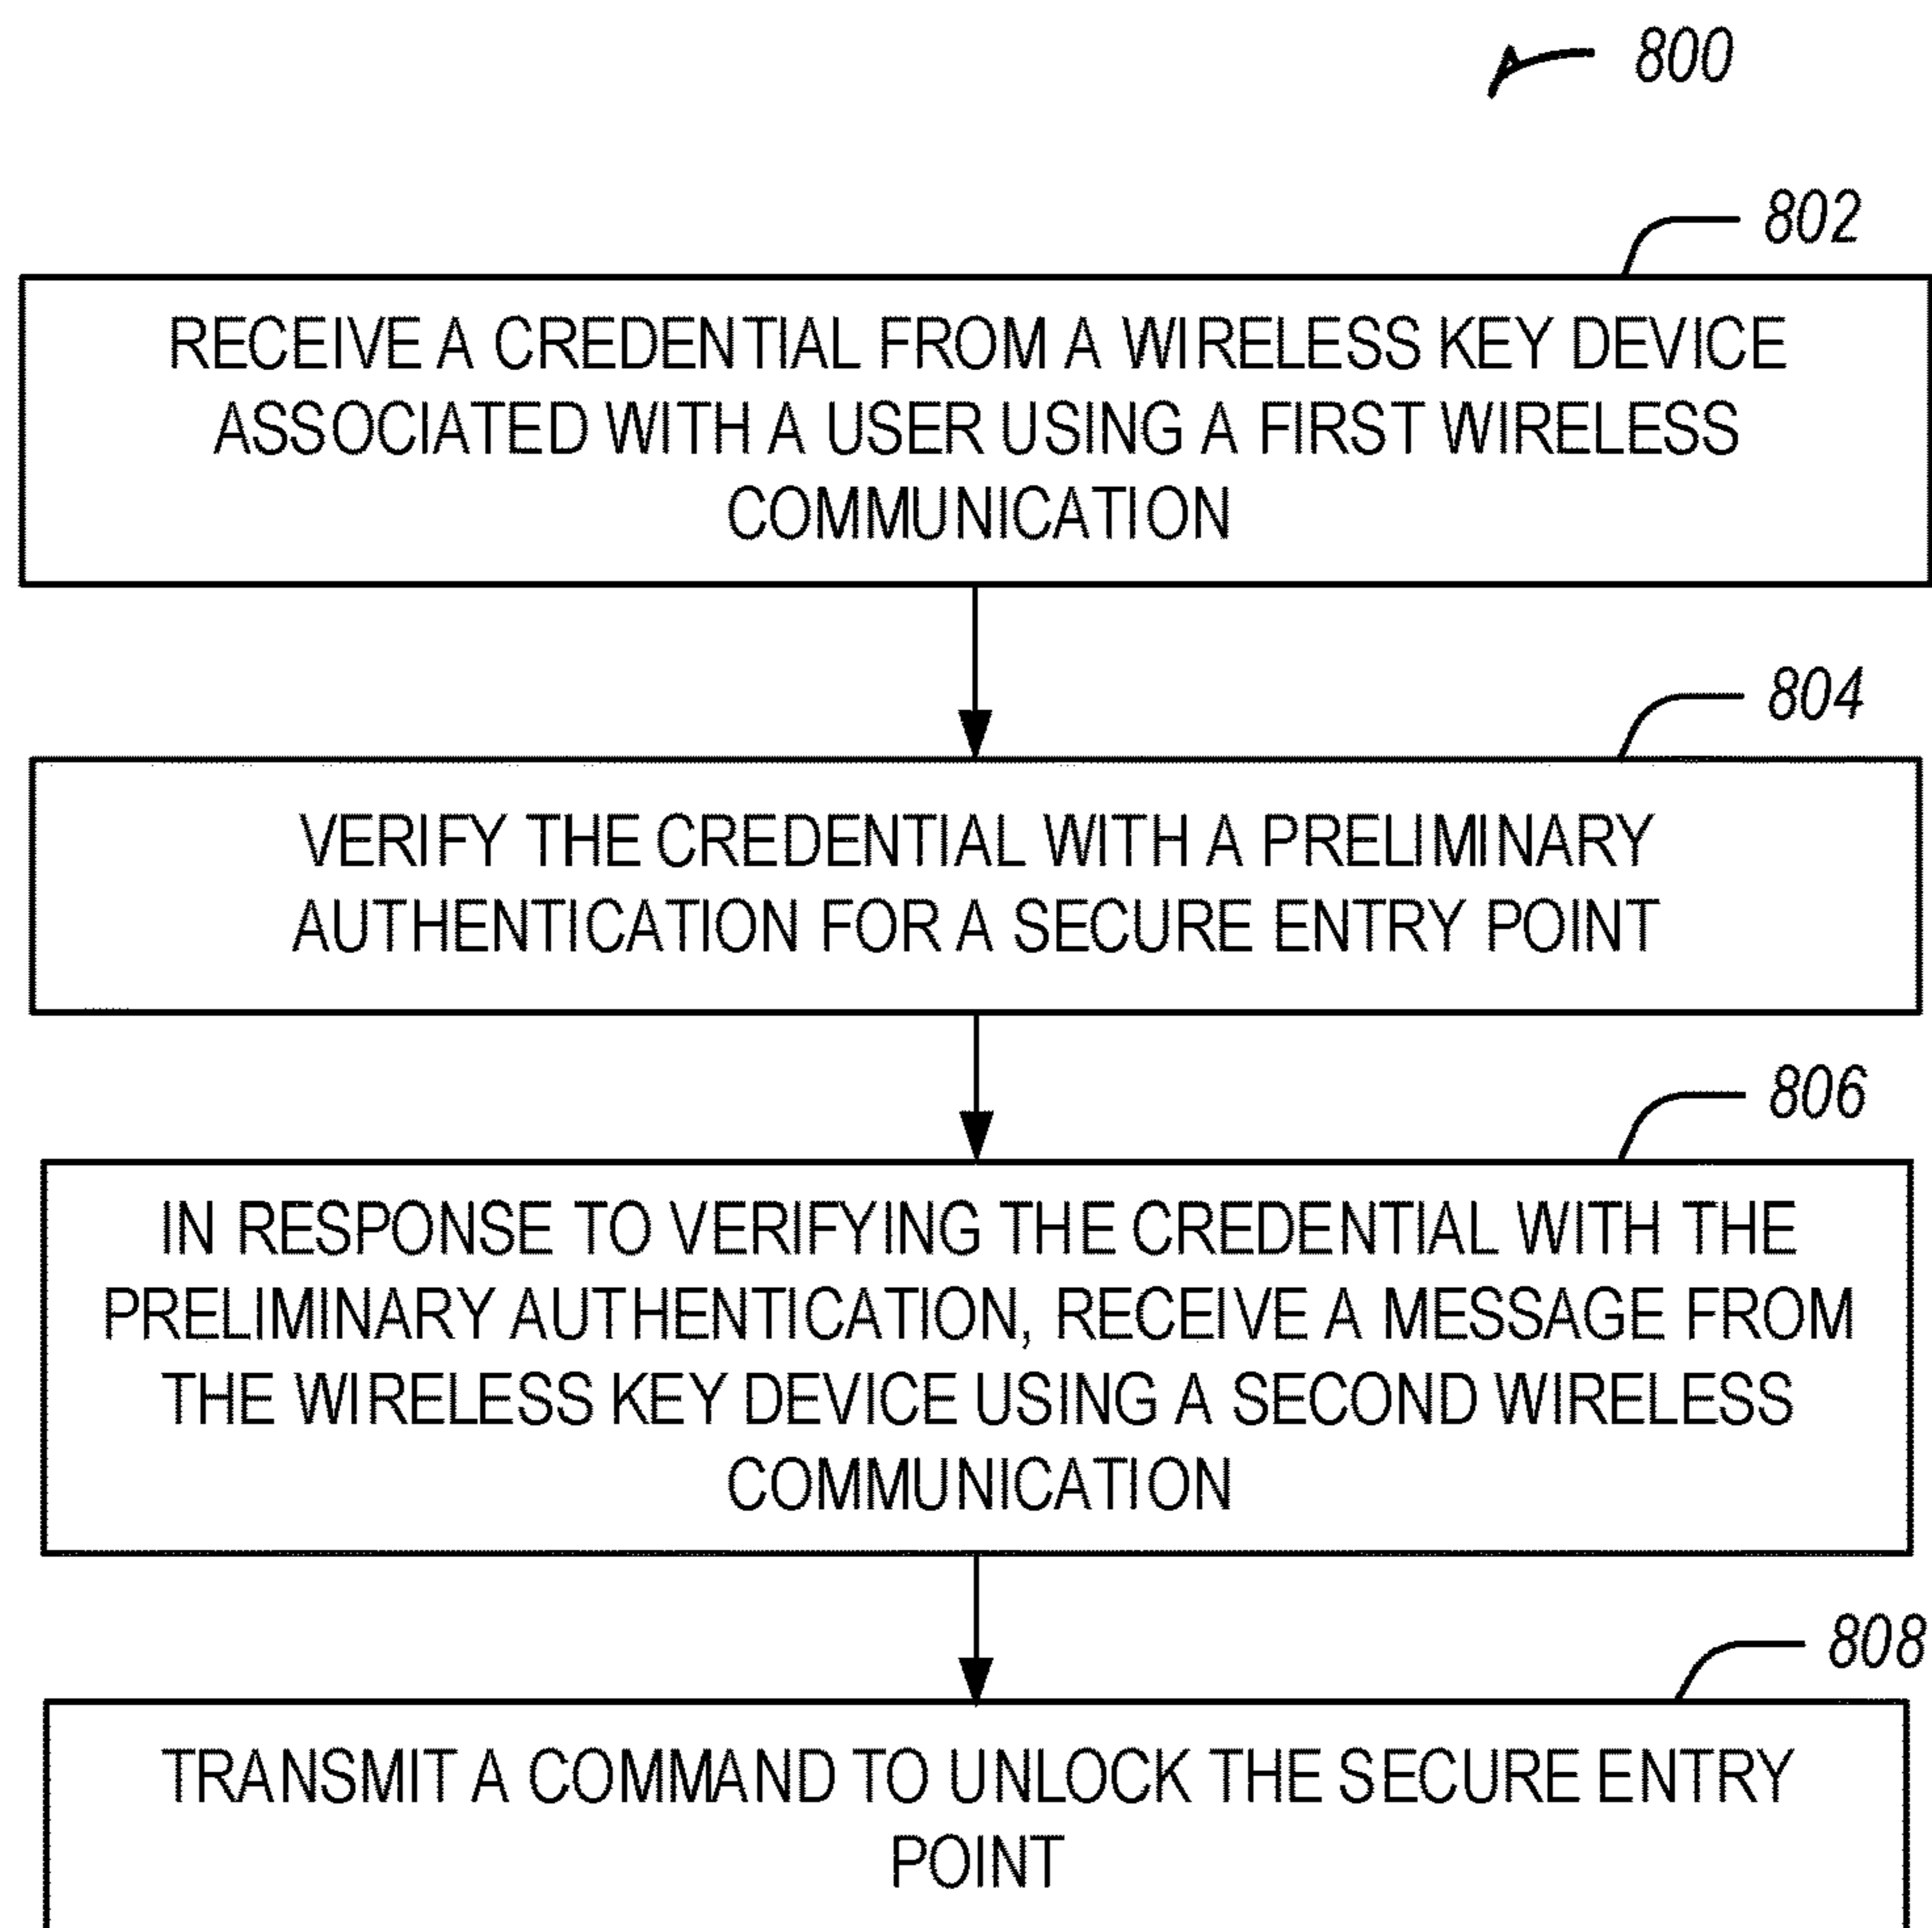 800
802
RECEIVE A CREDENTIAL FROM A WIRELESS KEY DEVICE
ASSOCIATED WITH A USER USING A FIRST WIRELESS
COMMUNICATION
804
VERIFY THE CREDENTIAL WITH A PRELIMINARY
AUTHENTICATION FOR A SECURE ENTRY POINT
806
IN RESPONSE TO VERIFYING THE CREDENTIAL WITH THE
PRELIMINARY AUTHENTICATION, RECEIVE A MESSAGE FROM
THE WIRELESS KEY DEVICE USING A SECOND WIRELESS
COMMUNICATION
808
TRANSMIT A COMMAND TO UNLOCK THE SECURE ENTRY
POINT